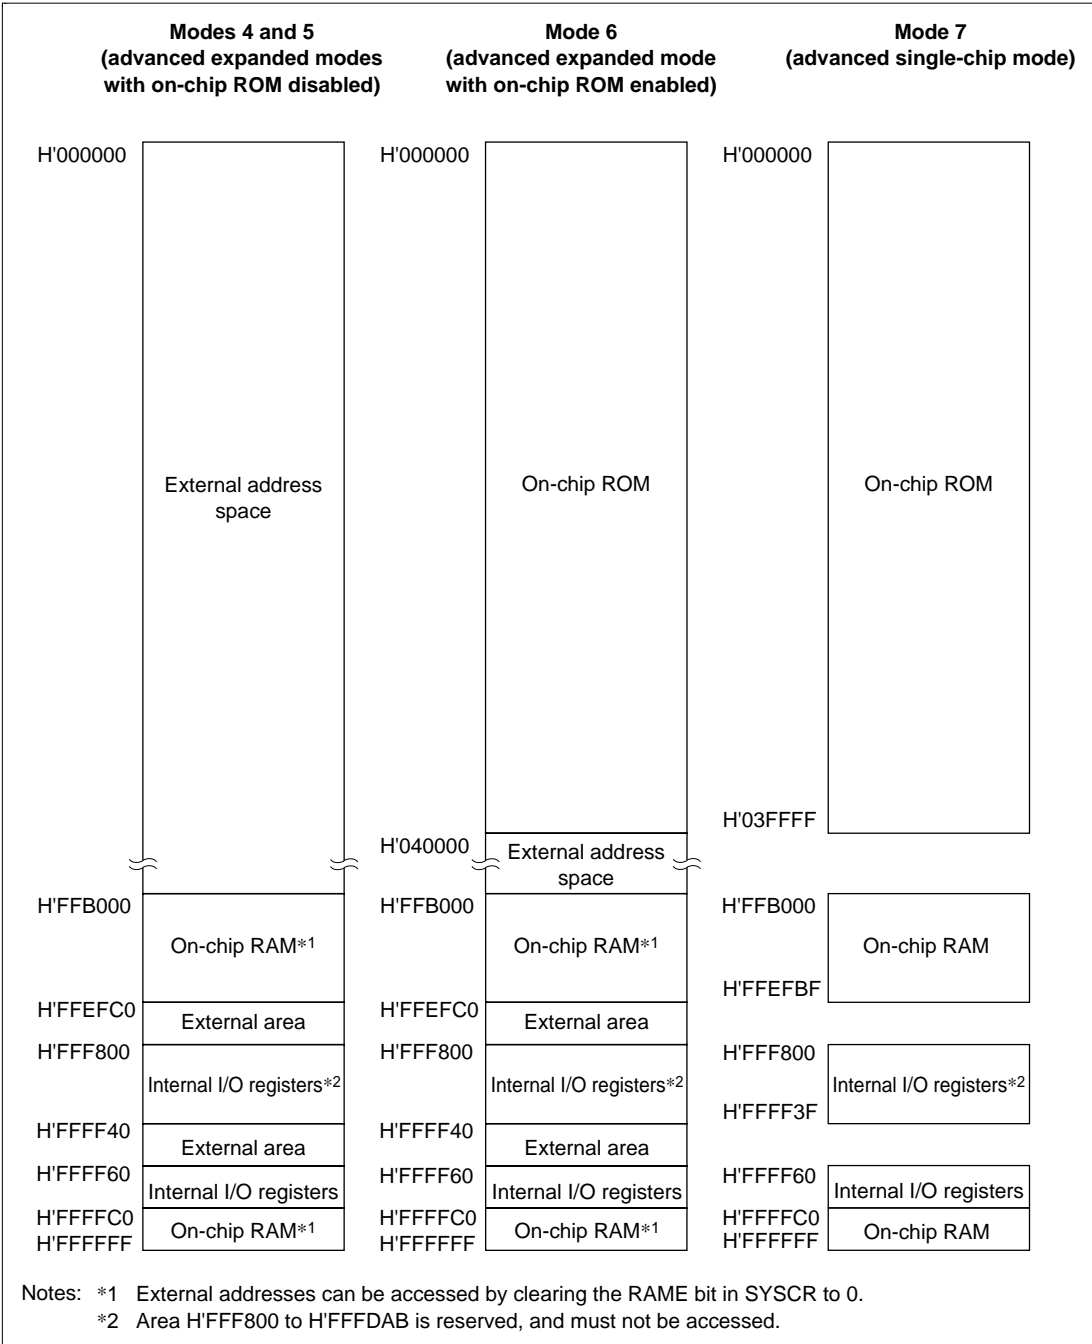 Modes 4 and 5
(advanced expanded modes
with on-chip ROM disabled)
Mode 6
(advanced expanded mode
with on-chip ROM enabled)
Mode 7
(advanced single-chip mode)
H'000000
External address
space
H'FFB000
On-chip RAM*1
H'FFEFC0
External area
H'FFF800
Internal I/O registers*2
H'FFFF40
External area
H'FFFF60
Internal I/O registers
H'FFFFC0
On-chip RAM*1
H'FFFFFF
H'000000
On-chip ROM
H'040000
External address
space
H'FFB000
On-chip RAM*1
H'FFEFC0
External area
H'FFF800
Internal I/O registers*2
H'FFFF40
External area
H'FFFF60
Internal I/O registers
H'FFFFC0
On-chip RAM*1
H'FFFFFF
H'000000
On-chip ROM
H'03FFFF
H'FFB000
On-chip RAM
H'FFEFBF
H'FFF800
Internal I/O registers*2
H'FFFF3F
H'FFFF60
Internal I/O registers
H'FFFFC0
On-chip RAM
H'FFFFFF
Notes: *1 External addresses can be accessed by clearing the RAME bit in SYSCR to 0.
*2 Area H'FFF800 to H'FFFDAB is reserved, and must not be accessed.